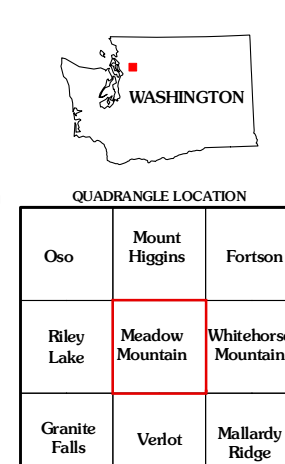 WASHINGTON
QUADRANGLE LOCATION
Oso
Mount
Higgins
Fortson
Riley
Lake
Meadow
Mountain
Whitehorse
Mountain
Granite
Falls
Verlot
Mallardy
Ridge